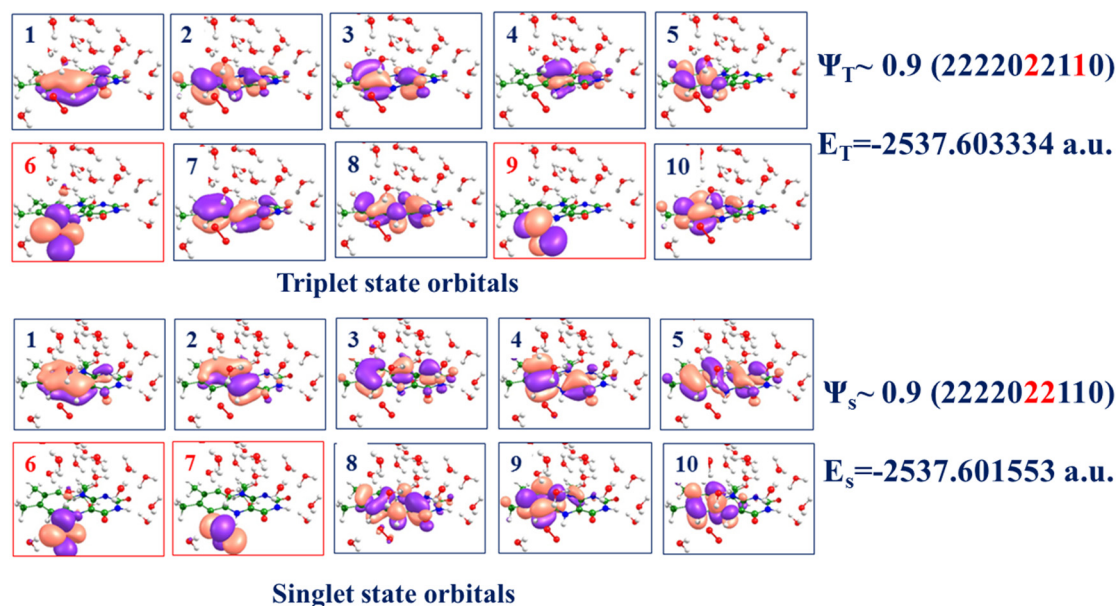 1 2 3 4 5
Ψ_T~ 0.9 (2222022110)
E_T=-2537.603334 a.u.
6 7 8 9 10
Triplet state orbitals
1 2 3 4 5
Ψ_s~ 0.9 (2222022110)
6 7 8 9 10
E_s=-2537.601553 a.u.
Singlet state orbitals